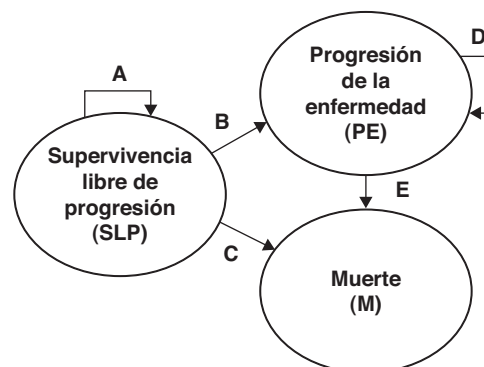 A
Supervivencia
libre de
progresión
(SLP)
B
C
Progresión
de la
enfermedad
(PE)
D
E
Muerte
(M)